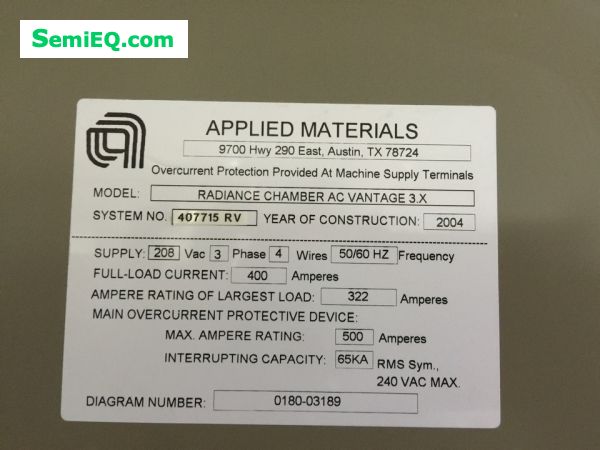 SemiEQ.com
APPLIED MATERIALS
9700 Hwy 290 East, Austin, TX 78724
Overcurrent Protection Provided At Machine Supply Terminals
MODEL: RADIANCE CHAMBER AC VANTAGE 3.X
SYSTEM NO. 407715 RV YEAR OF CONSTRUCTION: 2004
SUPPLY: 208 Vac 3 Phase 4 Wires 50/60 HZ Frequency
FULL-LOAD CURRENT: 400 Amperes
AMPERE RATING OF LARGEST LOAD: 322 Amperes
MAIN OVERCURRENT PROTECTIVE DEVICE:
MAX. AMPERE RATING: 500 Amperes
INTERRUPTING CAPACITY: 65KA RMS Sym.,
240 VAC MAX.
DIAGRAM NUMBER: 0180-03189